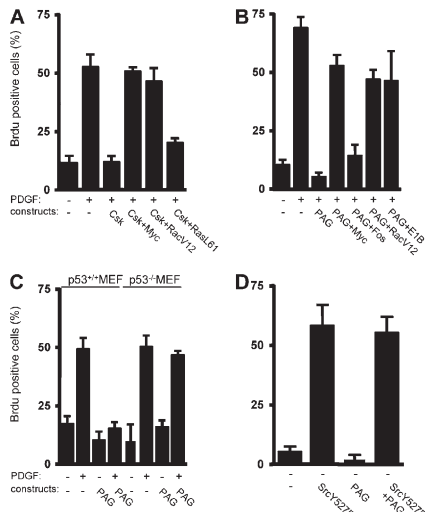 A
Brdu positive cells (%)
75
50
25
0
PDGF: - + + + + +
constructs: - - Csk Csk+Myc Csk+RacV12 Csk+RasL61
B
75
50
25
0
- + + + + + +
- - PAG PAG+Myc PAG+Fos PAG+RacV12 PAG+E1B
C
p53+/+MEF p53-/-MEF
Brdu positive cells (%)
75
50
25
0
PDGF: - + - + - + - +
constructs: - - PAG PAG - - PAG PAG
D
75
50
25
0
- - - -
- PAG +PAG